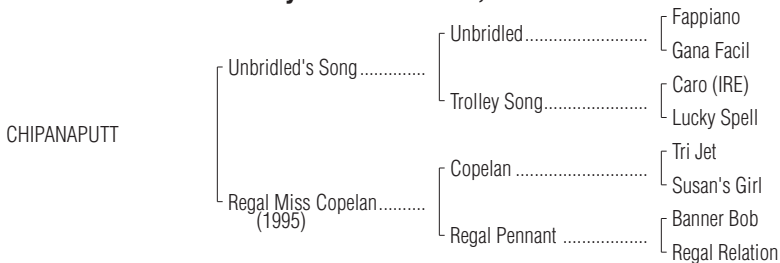 Fappiano
Unbridled
Gana Facil
Unbridled's Song
Caro (IRE)
Trolley Song
Lucky Spell
CHIPANAPUTT
Tri Jet
Copelan
Susan's Girl
Regal Miss Copelan
(1995)
Banner Bob
Regal Pennant
Regal Relation